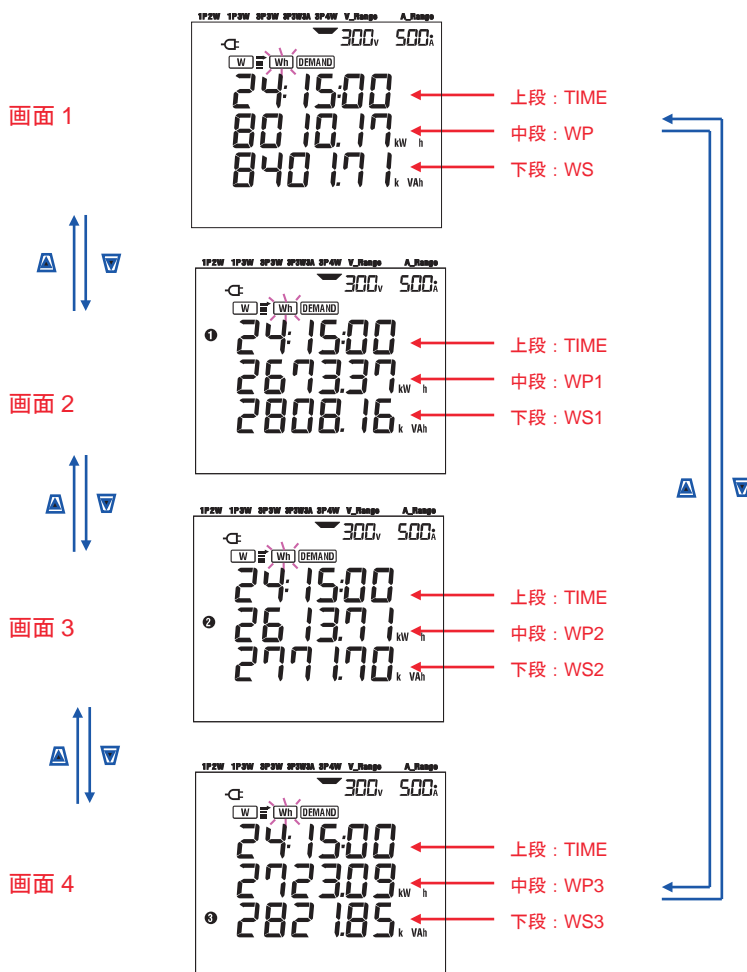 1P2W 1P3W 3P3W 3P3W3A 3P4W V_Range A_Range
300V 500A
W Wh DEMAND
画面 1
24:15:00
上段：TIME
8010.17 kW h
中段：WP
8401.71 k VAh
下段：WS
1P2W 1P3W 3P3W 3P3W3A 3P4W V_Range A_Range
300V 500A
W Wh DEMAND
画面 2
❶ 24:15:00
上段：TIME
2673.37 kW h
中段：WP1
2808.16 k VAh
下段：WS1
1P2W 1P3W 3P3W 3P3W3A 3P4W V_Range A_Range
300V 500A
W Wh DEMAND
画面 3
24:15:00
上段：TIME
❷ 2613.71 kW h
中段：WP2
2771.70 k VAh
下段：WS2
1P2W 1P3W 3P3W 3P3W3A 3P4W V_Range A_Range
300V 500A
W Wh DEMAND
画面 4
24:15:00
上段：TIME
2723.09 kW h
中段：WP3
❸ 2821.85 k VAh
下段：WS3